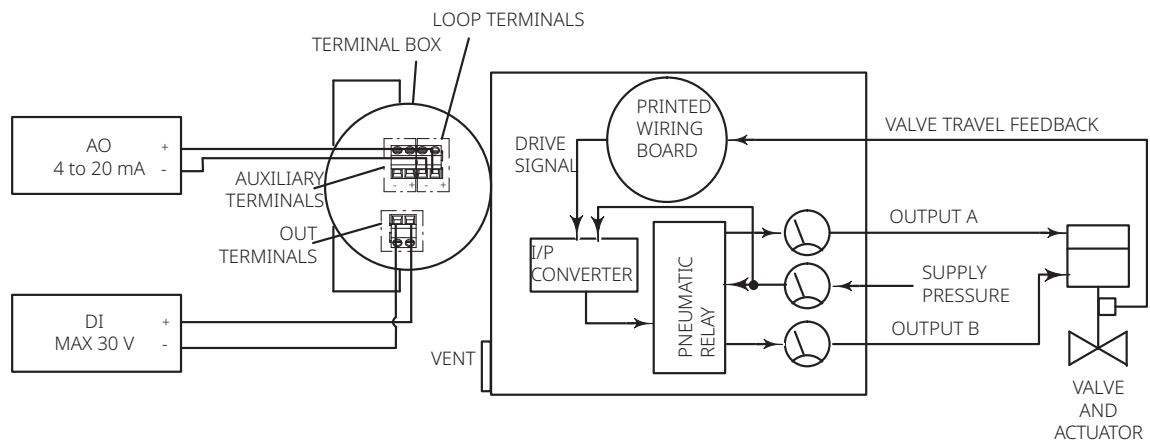 LOOP TERMINALS
TERMINAL BOX
AO
4 to 20 mA
+
-
AUXILIARY
TERMINALS
- + - +
OUT
TERMINALS
DI
MAX 30 V
+
-
VENT
PRINTED
WIRING
BOARD
DRIVE
SIGNAL
VALVE TRAVEL FEEDBACK
I/P
CONVERTER
PNEUMATIC
RELAY
OUTPUT A
SUPPLY
PRESSURE
OUTPUT B
VALVE
AND
ACTUATOR